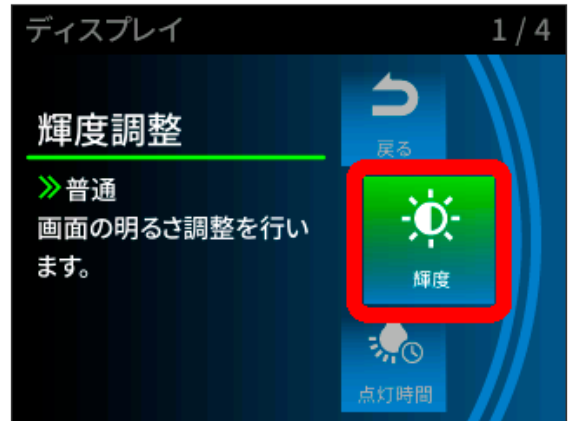 ディスプレイ 1/4
戻る
輝度調整
≫普通
画面の明るさ調整を行い
ます。
輝度
点灯時間